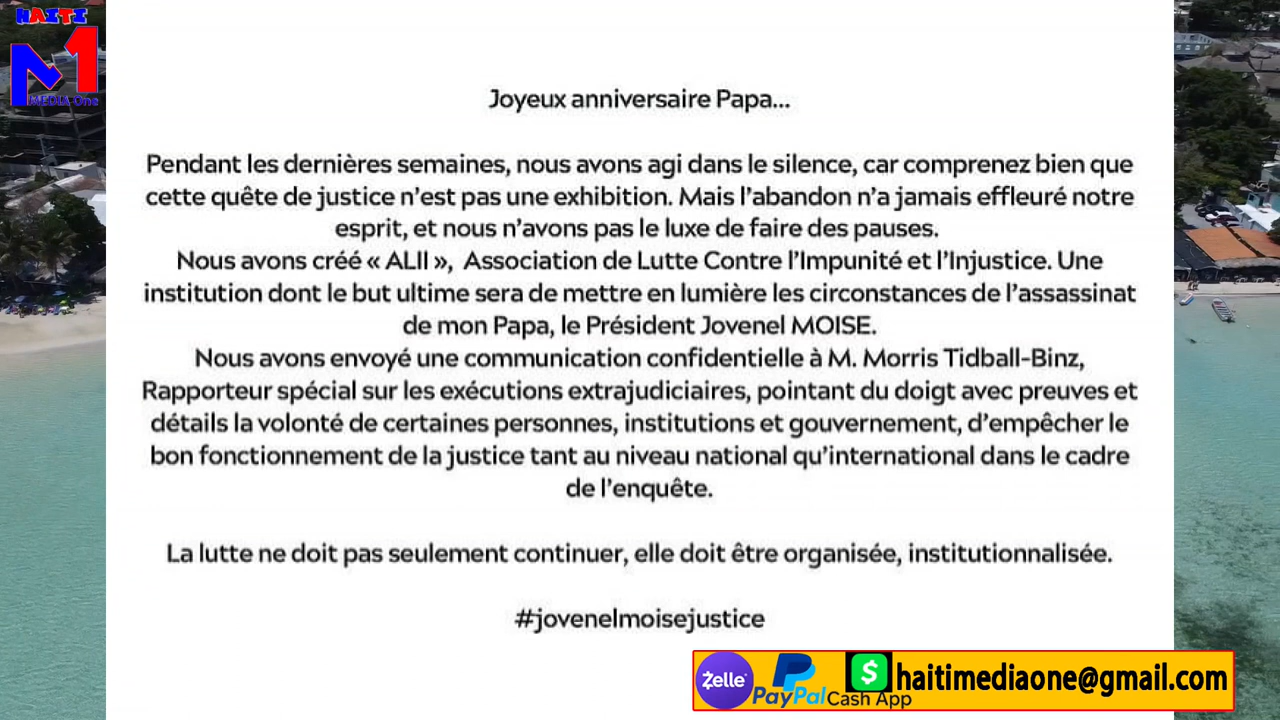 HAITI
M1
MEDIA One
Joyeux anniversaire Papa...
Pendant les dernières semaines, nous avons agi dans le silence, car comprenez bien que
cette quête de justice n’est pas une exhibition. Mais l’abandon n’a jamais effleuré notre
esprit, et nous n’avons pas le luxe de faire des pauses.
Nous avons créé « ALII », Association de Lutte Contre l’Impunité et l’Injustice. Une
institution dont le but ultime sera de mettre en lumière les circonstances de l’assassinat
de mon Papa, le Président Jovenel MOISE.
Nous avons envoyé une communication confidentielle à M. Morris Tidball-Binz,
Rapporteur spécial sur les exécutions extrajudiciaires, pointant du doigt avec preuves et
détails la volonté de certaines personnes, institutions et gouvernement, d’empêcher le
bon fonctionnement de la justice tant au niveau national qu’international dans le cadre
de l’enquête.
La lutte ne doit pas seulement continuer, elle doit être organisée, institutionnalisée.
#jovenelmoisejustice
Zelle PayPal $ Cash App haitimediaone@gmail.com